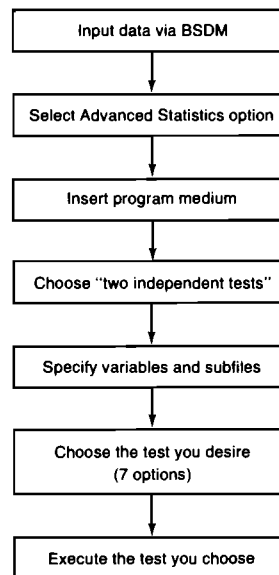 Input data via BSDM
Select Advanced Statistics option
Insert program medium
Choose "two independent tests"
Specify variables and subfiles
Choose the test you desire
(7 options)
Execute the test you choose